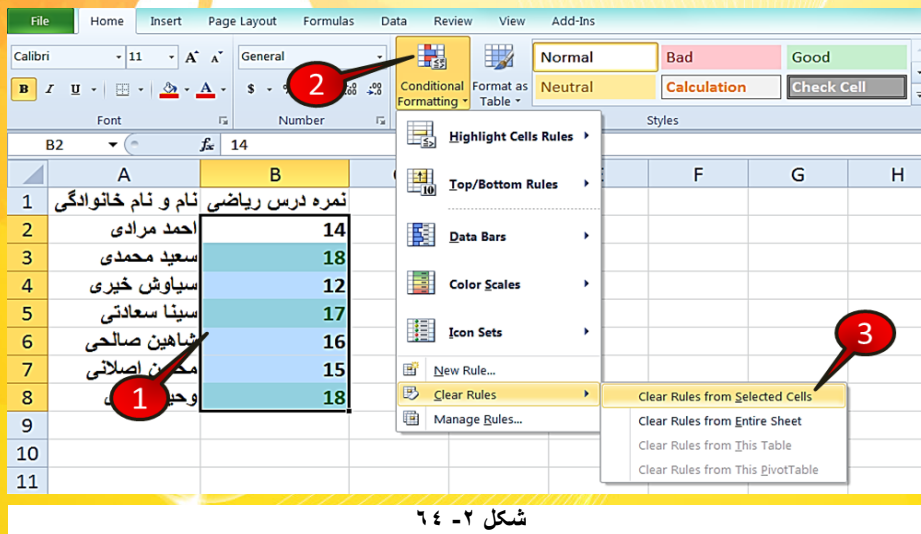 File Home Insert Page Layout Formulas Data Review View Add-Ins
Calibri 11 A A General Conditional Formatting Format as Table Normal Bad Good
B I U A $ .00 Neutral Calculation Check Cell
Font Number Styles
B2 fx 14
A B F G H
1 نام و نام خانوادگی نمره درس ریاضی
2 احمد مرادی 14
3 سعید محمدی 18
4 سیاوش خیری 12
5 سینا سعادتی 17
6 شاهین صالحی 16
7 اصلانی 15
8 18
9
10
11
Highlight Cells Rules
Top/Bottom Rules
Data Bars
Color Scales
Icon Sets
New Rule...
Clear Rules
Manage Rules...
Clear Rules from Selected Cells
Clear Rules from Entire Sheet
Clear Rules from This Table
Clear Rules from This PivotTable
1
2
3
شکل ٢- ٦٤